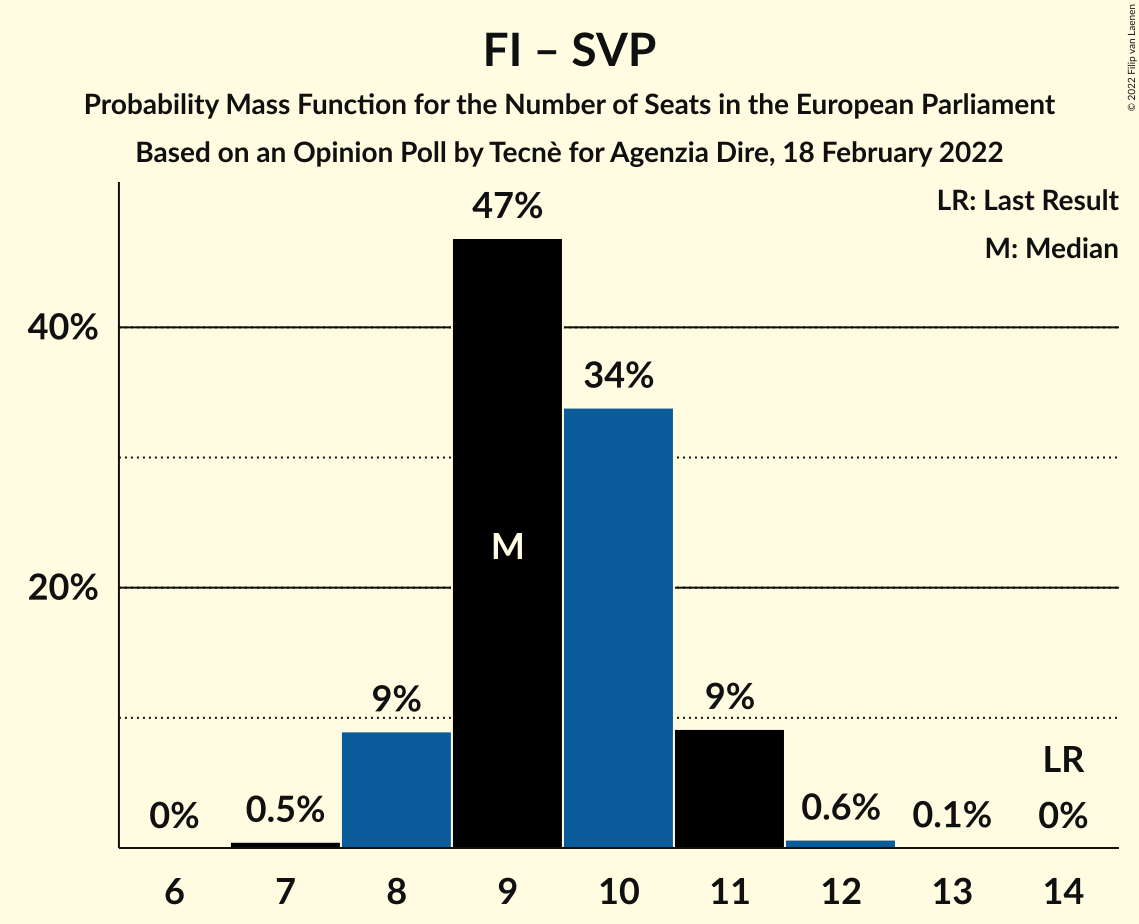 FI – SVP
Probability Mass Function for the Number of Seats in the European Parliament
Based on an Opinion Poll by Tecnè for Agenzia Dire, 18 February 2022
© 2022 Filip van Laenen
LR: Last Result
M: Median
47%
40%
34%
M
20%
9%
9%
LR
0%
0.5%
0.6%
0.1%
0%
6 7 8 9 10 11 12 13 14